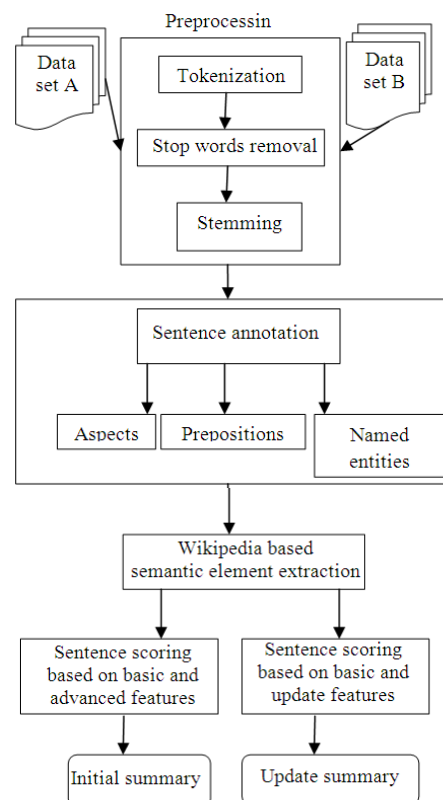 Preprocessin
Data
set A
Data
set B
Tokenization
Stop words removal
Stemming
Sentence annotation
Aspects
Prepositions
Named
entities
Wikipedia based
semantic element extraction
Sentence scoring
based on basic and
advanced features
Sentence scoring
based on basic and
update features
Initial summary
Update summary